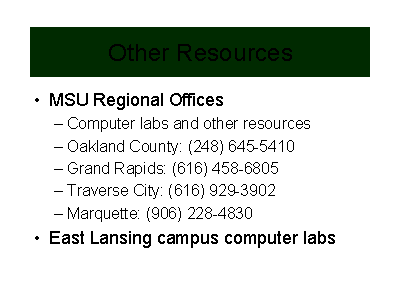 Other Resources
• MSU Regional Offices
– Computer labs and other resources
– Oakland County: (248) 645-5410
– Grand Rapids: (616) 458-6805
– Traverse City: (616) 929-3902
– Marquette: (906) 228-4830
• East Lansing campus computer labs